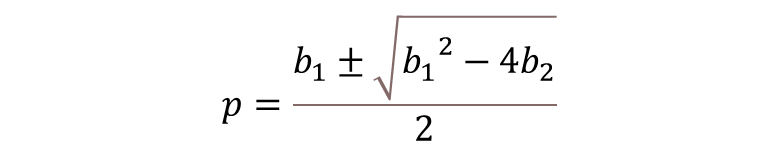 p = (b₁ ± √(b₁² − 4b₂)) / 2